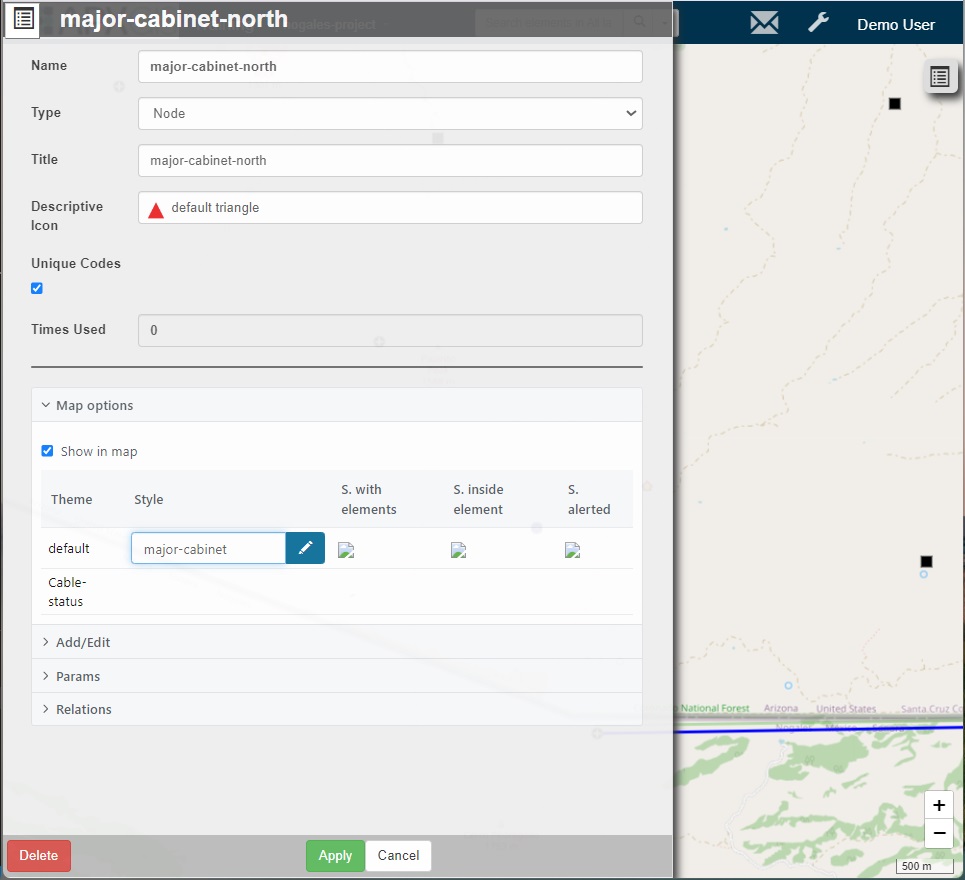 major-cabinet-north
Demo User
Name
major-cabinet-north
Type
Node
Title
major-cabinet-north
Descriptive
Icon
default triangle
Unique Codes
Times Used
0
Map options
Show in map
Theme
Style
S. with
elements
S. inside
element
S.
alerted
default
major-cabinet
Cable-
status
Add/Edit
Params
Relations
National Forest
Arizona
United States
Santa Cruz Co
Delete
Apply
Cancel
+
−
500 m